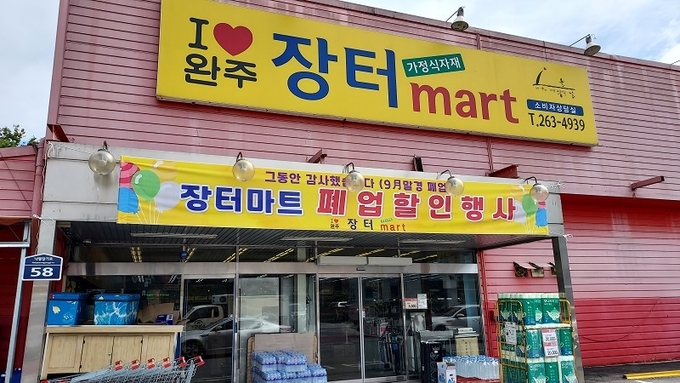 I ♥ 완주
장터 mart
가정식자재
소비자상담실
T.263-4939
그동안 감사했습니다 (9月말경 폐업
장터마트 폐업할인행사
I ♥ 완주 장터 mart
58